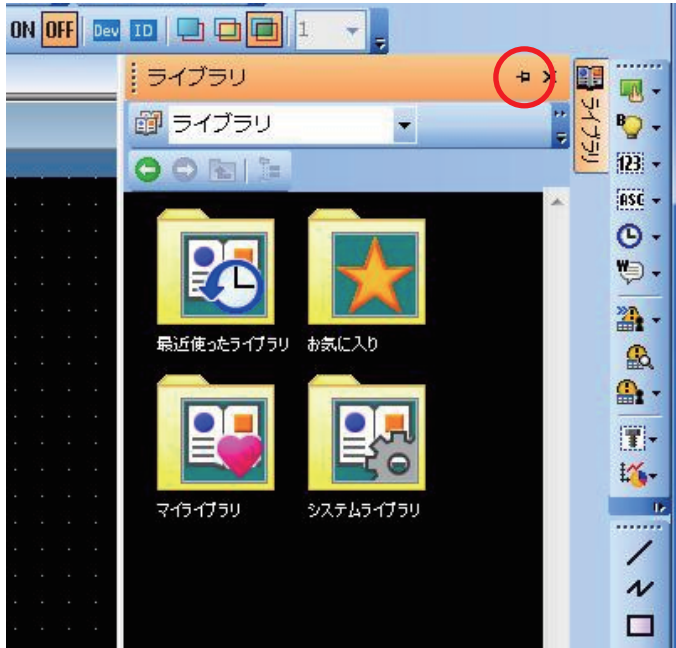 ON OFF Dev ID 1
ライブラリ
ライブラリ
最近使ったライブラリ お気に入り
マイライブラリ システムライブラリ
ライブラリ
B
123
ASC
W